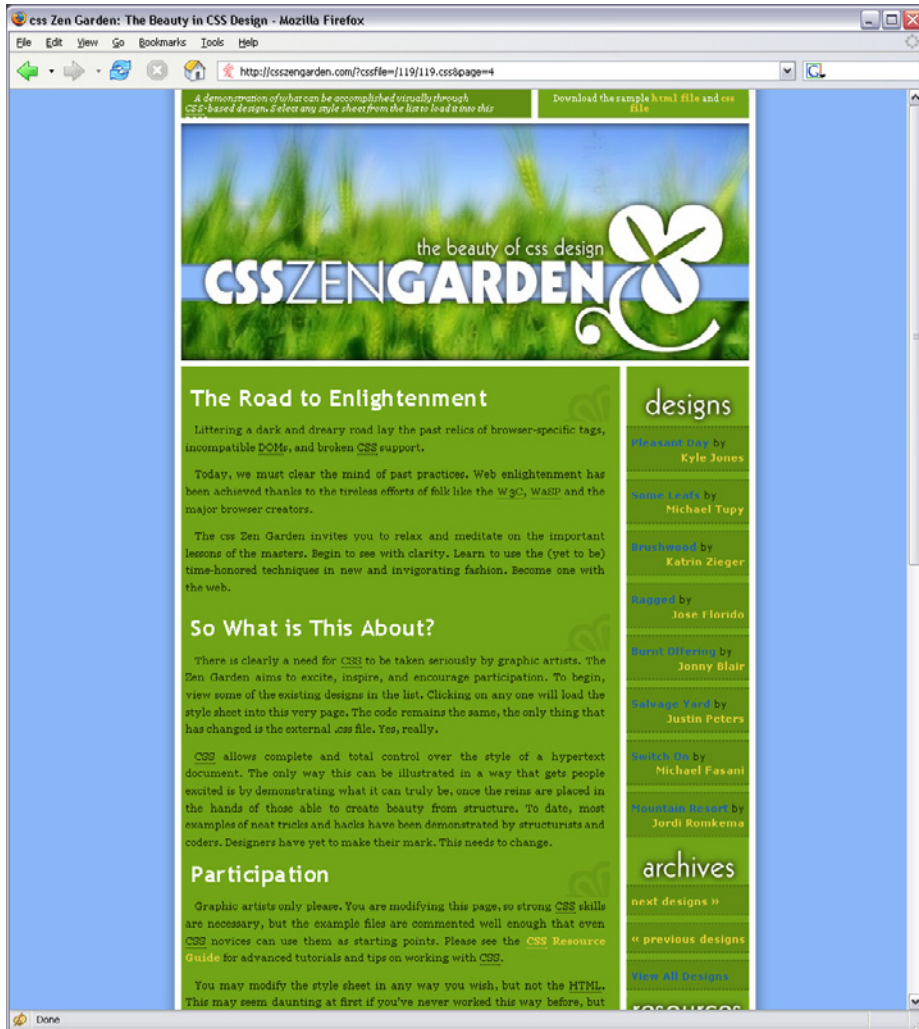 css Zen Garden: The Beauty in CSS Design - Mozilla Firefox
File Edit View Go Bookmarks Tools Help
http://csszengarden.com/?cssfile=/119/119.css&page=4
A demonstration of what can be accomplished visually through
CSS-based design. Select any style sheet from the list to load it into this
Download the sample html file and css
file
the beauty of css design
CSSZENGARDEN
The Road to Enlightenment
Littering a dark and dreary road lay the past relics of browser-specific tags,
incompatible DOMs, and broken CSS support.
Today, we must clear the mind of past practices. Web enlightenment has
been achieved thanks to the tireless efforts of folk like the W3C, WaSP and the
major browser creators.
The css Zen Garden invites you to relax and meditate on the important
lessons of the masters. Begin to see with clarity. Learn to use the (yet to be)
time-honored techniques in new and invigorating fashion. Become one with
the web.
So What is This About?
There is clearly a need for CSS to be taken seriously by graphic artists. The
Zen Garden aims to excite, inspire, and encourage participation. To begin,
view some of the existing designs in the list. Clicking on any one will load the
style sheet into this very page. The code remains the same, the only thing that
has changed is the external .css file. Yes, really.
CSS allows complete and total control over the style of a hypertext
document. The only way this can be illustrated in a way that gets people
excited is by demonstrating what it can truly be, once the reins are placed in
the hands of those able to create beauty from structure. To date, most
examples of neat tricks and hacks have been demonstrated by structurists and
coders. Designers have yet to make their mark. This needs to change.
Participation
Graphic artists only please. You are modifying this page, so strong CSS skills
are necessary, but the example files are commented well enough that even
CSS novices can use them as starting points. Please see the CSS Resource
Guide for advanced tutorials and tips on working with CSS.
You may modify the style sheet in any way you wish, but not the HTML.
This may seem daunting at first if you've never worked this way before, but
designs
Pleasant Day by
Kyle Jones
Some Leafs by
Michael Tupy
Brushwood by
Katrin Zieger
Ragged by
Jose Florido
Burnt Offering by
Jonny Blair
Salvage Yard by
Justin Peters
Switch On by
Michael Fasani
Mountain Resort by
Jordi Romkema
archives
next designs »
« previous designs
View All Designs
resources
Done